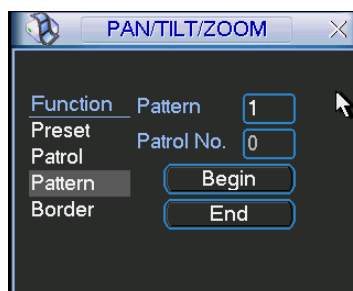 PAN/TILT/ZOOM
Function
Preset
Patrol
Pattern
Border
Pattern 1
Patrol No. 0
Begin
End